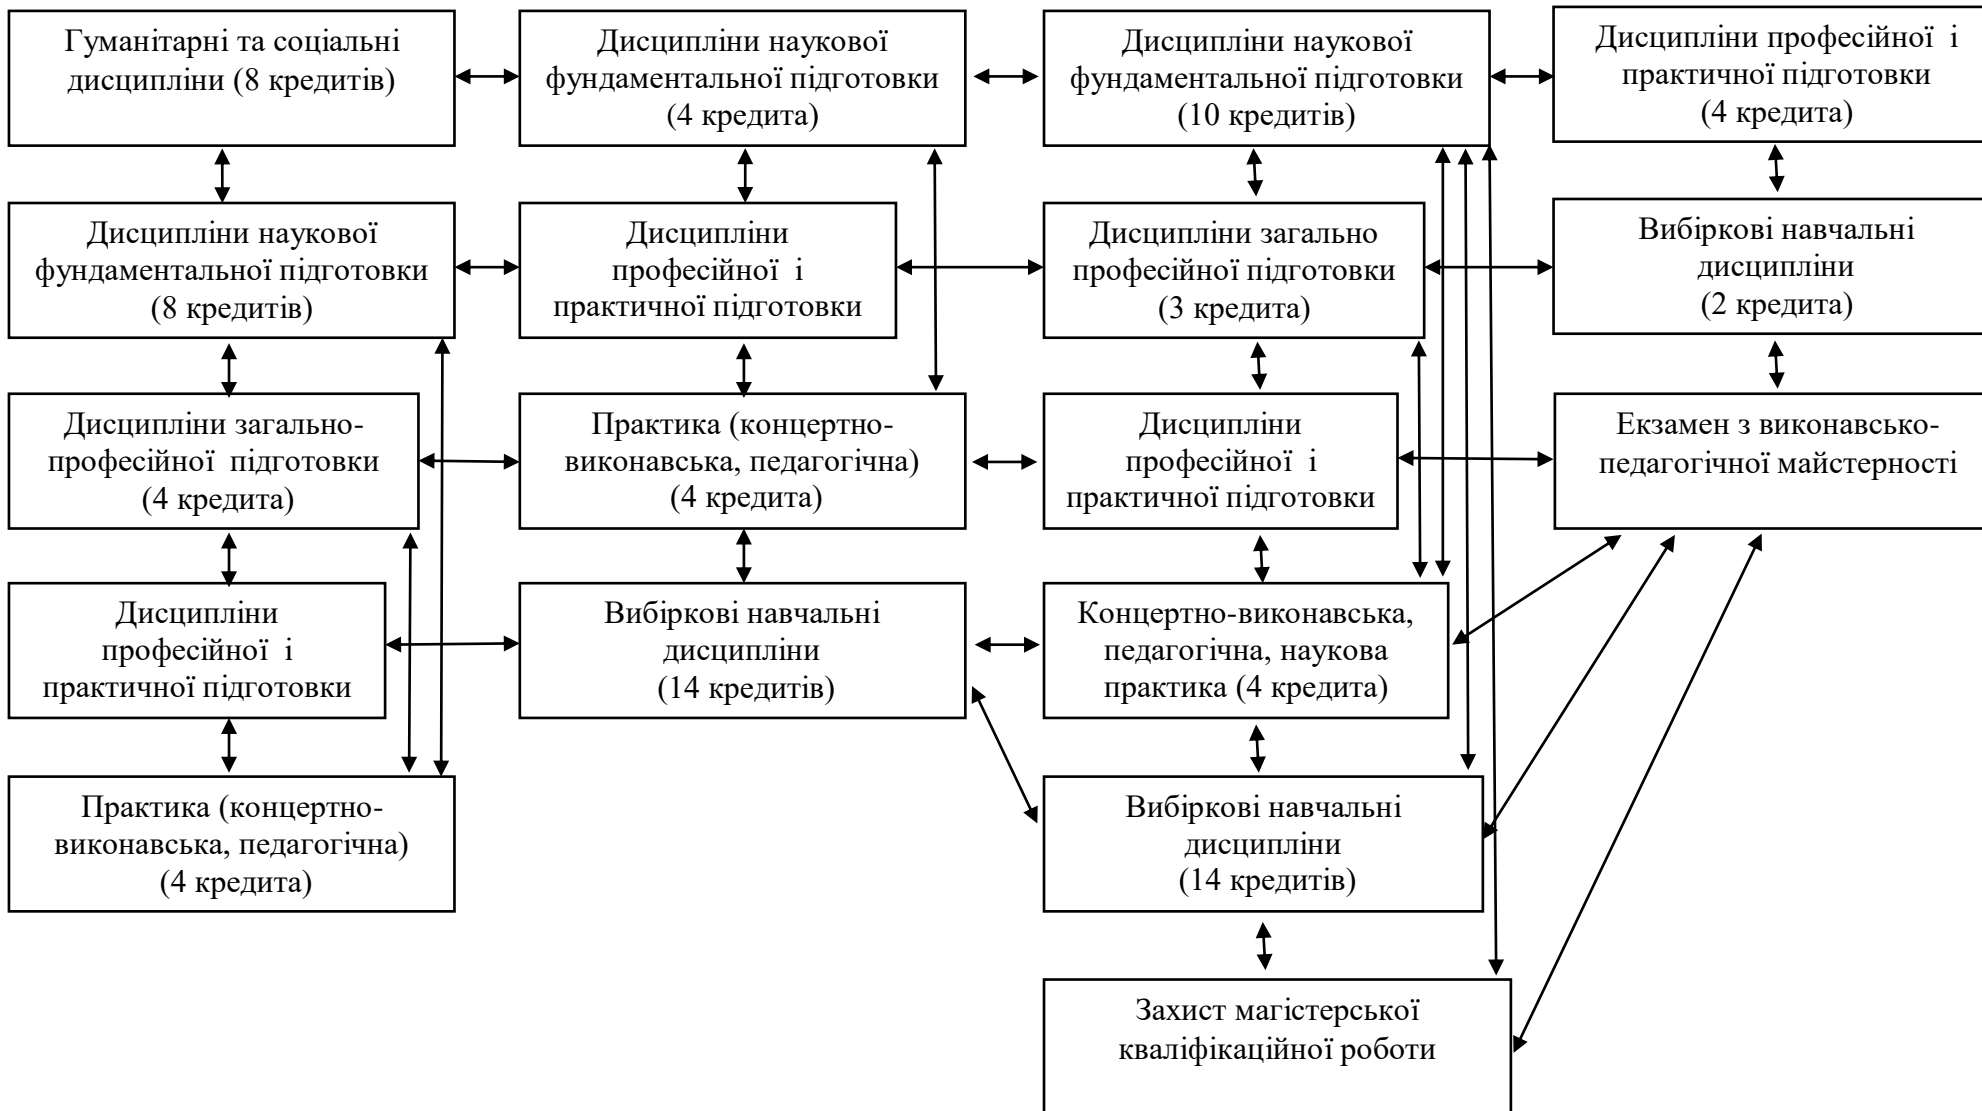 Гуманітарні та соціальні
дисципліни (8 кредитів)
Дисципліни наукової
фундаментальної підготовки
(8 кредитів)
Дисципліни загально-
професійної  підготовки
(4 кредита)
Дисципліни
професійної  і
практичної підготовки
Практика (концертно-
виконавська, педагогічна)
(4 кредита)
Дисципліни наукової
фундаментальної підготовки
(4 кредита)
Дисципліни
професійної  і
практичної підготовки
Практика (концертно-
виконавська, педагогічна)
(4 кредита)
Вибіркові навчальні
дисципліни
(14 кредитів)
Дисципліни наукової
фундаментальної підготовки
(10 кредитів)
Дисципліни загально
професійної підготовки
(3 кредита)
Дисципліни
професійної  і
практичної підготовки
Концертно-виконавська,
педагогічна, наукова
практика (4 кредита)
Вибіркові навчальні
дисципліни
(14 кредитів)
Захист магістерської
кваліфікаційної роботи
Дисципліни професійної  і
практичної підготовки
(4 кредита)
Вибіркові навчальні
дисципліни
(2 кредита)
Екзамен з виконавсько-
педагогічної майстерності